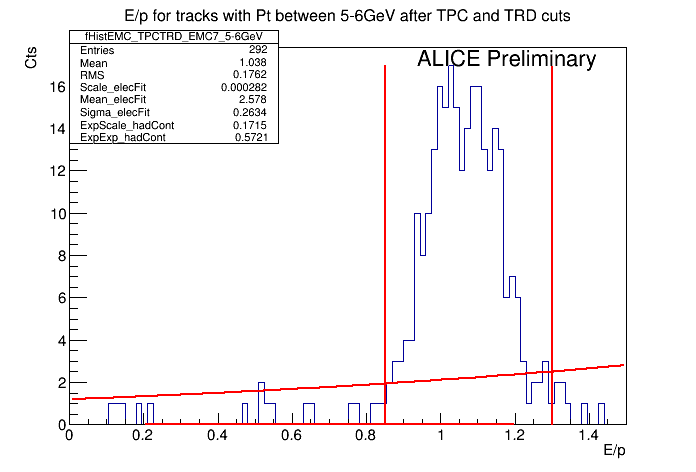 E/p for tracks with Pt between 5-6GeV after TPC and TRD cuts
Cts
fHistEMC_TPCTRD_EMC7_5-6GeV
Entries 292
Mean 1.038
RMS 0.1762
Scale_elecFit 0.000282
Mean_elecFit 2.578
Sigma_elecFit 0.2634
ExpScale_hadCont 0.1715
ExpExp_hadCont 0.5721
ALICE Preliminary
16
14
12
10
8
6
4
2
0
0 0.2 0.4 0.6 0.8 1 1.2 1.4
E/p